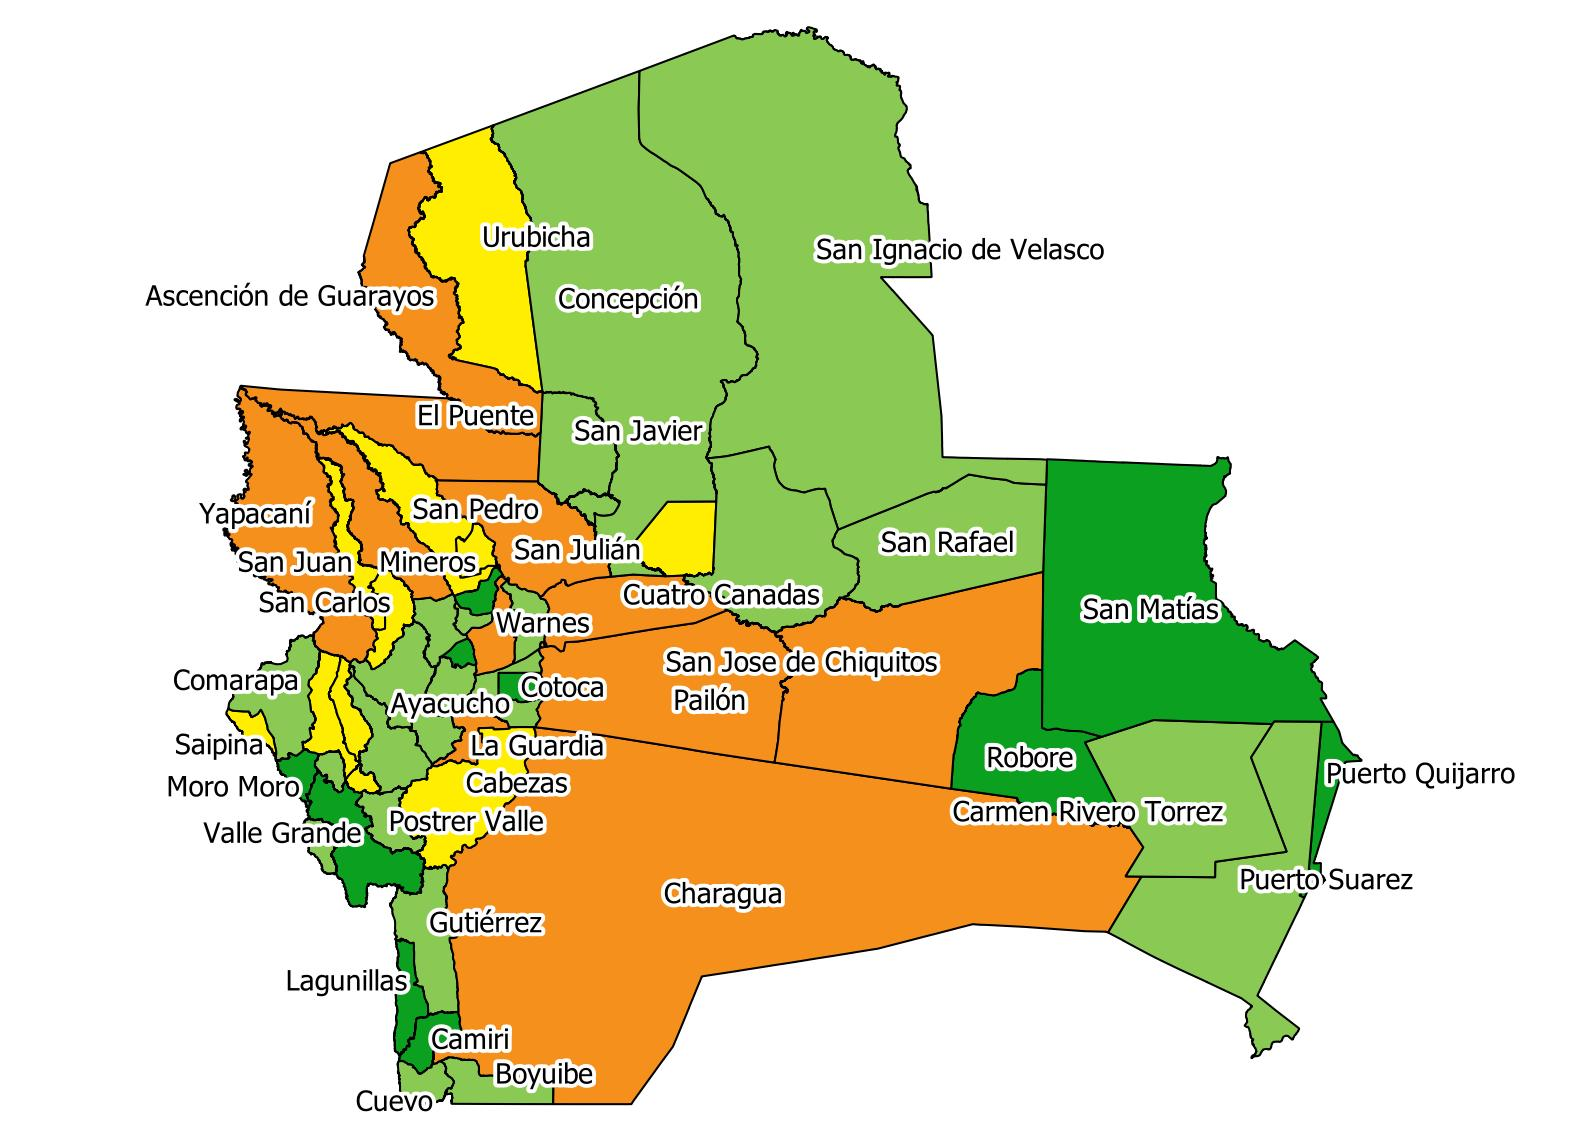 Urubicha
San Ignacio de Velasco
Ascención de Guarayos
Concepción
El Puente
San Javier
Yapacaní
San Pedro
San Julián
San Rafael
San Juan
Mineros
San Carlos
Cuatro Canadas
Warnes
San Matías
San Jose de Chiquitos
Comarapa
Cotoca
Pailón
Ayacucho
Saipina
La Guardia
Robore
Puerto Quijarro
Moro Moro
Cabezas
Carmen Rivero Torrez
Valle Grande
Postrer Valle
Puerto Suarez
Charagua
Gutiérrez
Lagunillas
Camiri
Boyuibe
Cuevo